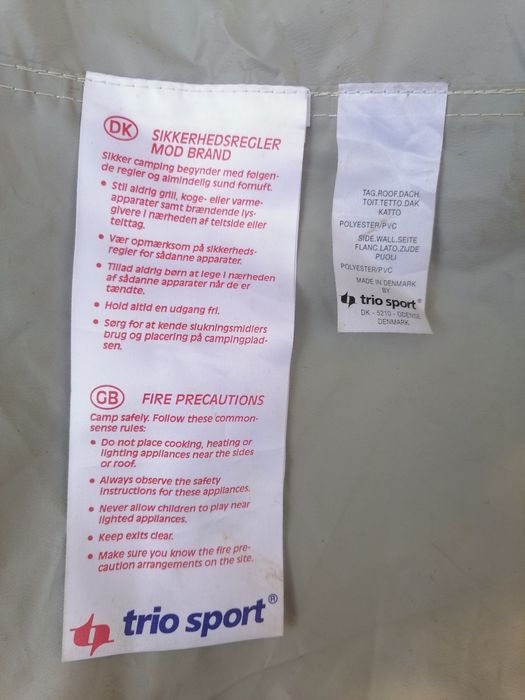 DK
SIKKERHEDSREGLER
MOD BRAND
Sikker camping begynder med følgen-
de regler og almindelig sund fornuft.
• Stil aldrig grill, koge- eller varme-
apparater samt brændende lys-
givere i nærheden af teltside eller
telttag.
• Vær opmærksom på sikkerheds-
regler for sådanne apparater.
• Tillad aldrig børn at lege i nærheden
af sådanne apparater når de er
tændte.
• Hold altid en udgang fri.
• Sørg for at kende slukningsmidlers
brug og placering på campingplad-
sen.
GB
FIRE PRECAUTIONS
Camp safely. Follow these common-
sense rules:
• Do not place cooking, heating or
lighting appliances near the sides
or roof.
• Always observe the safety
instructions for these appliances.
• Never allow children to play near
lighted appliances.
• Keep exits clear.
• Make sure you know the fire pre-
caution arrangements on the site.
trio sport®
TAG.ROOF.DACH.
TOIT.TETTO.DAK
KATTO
POLYESTER/PVC
SIDE.WALL.SEITE
FLANC.LATO.ZIJDE
PUOLI
POLYESTER/PVC
MADE IN DENMARK
BY
trio sport®
DK - 5210 - ODENSE
DENMARK